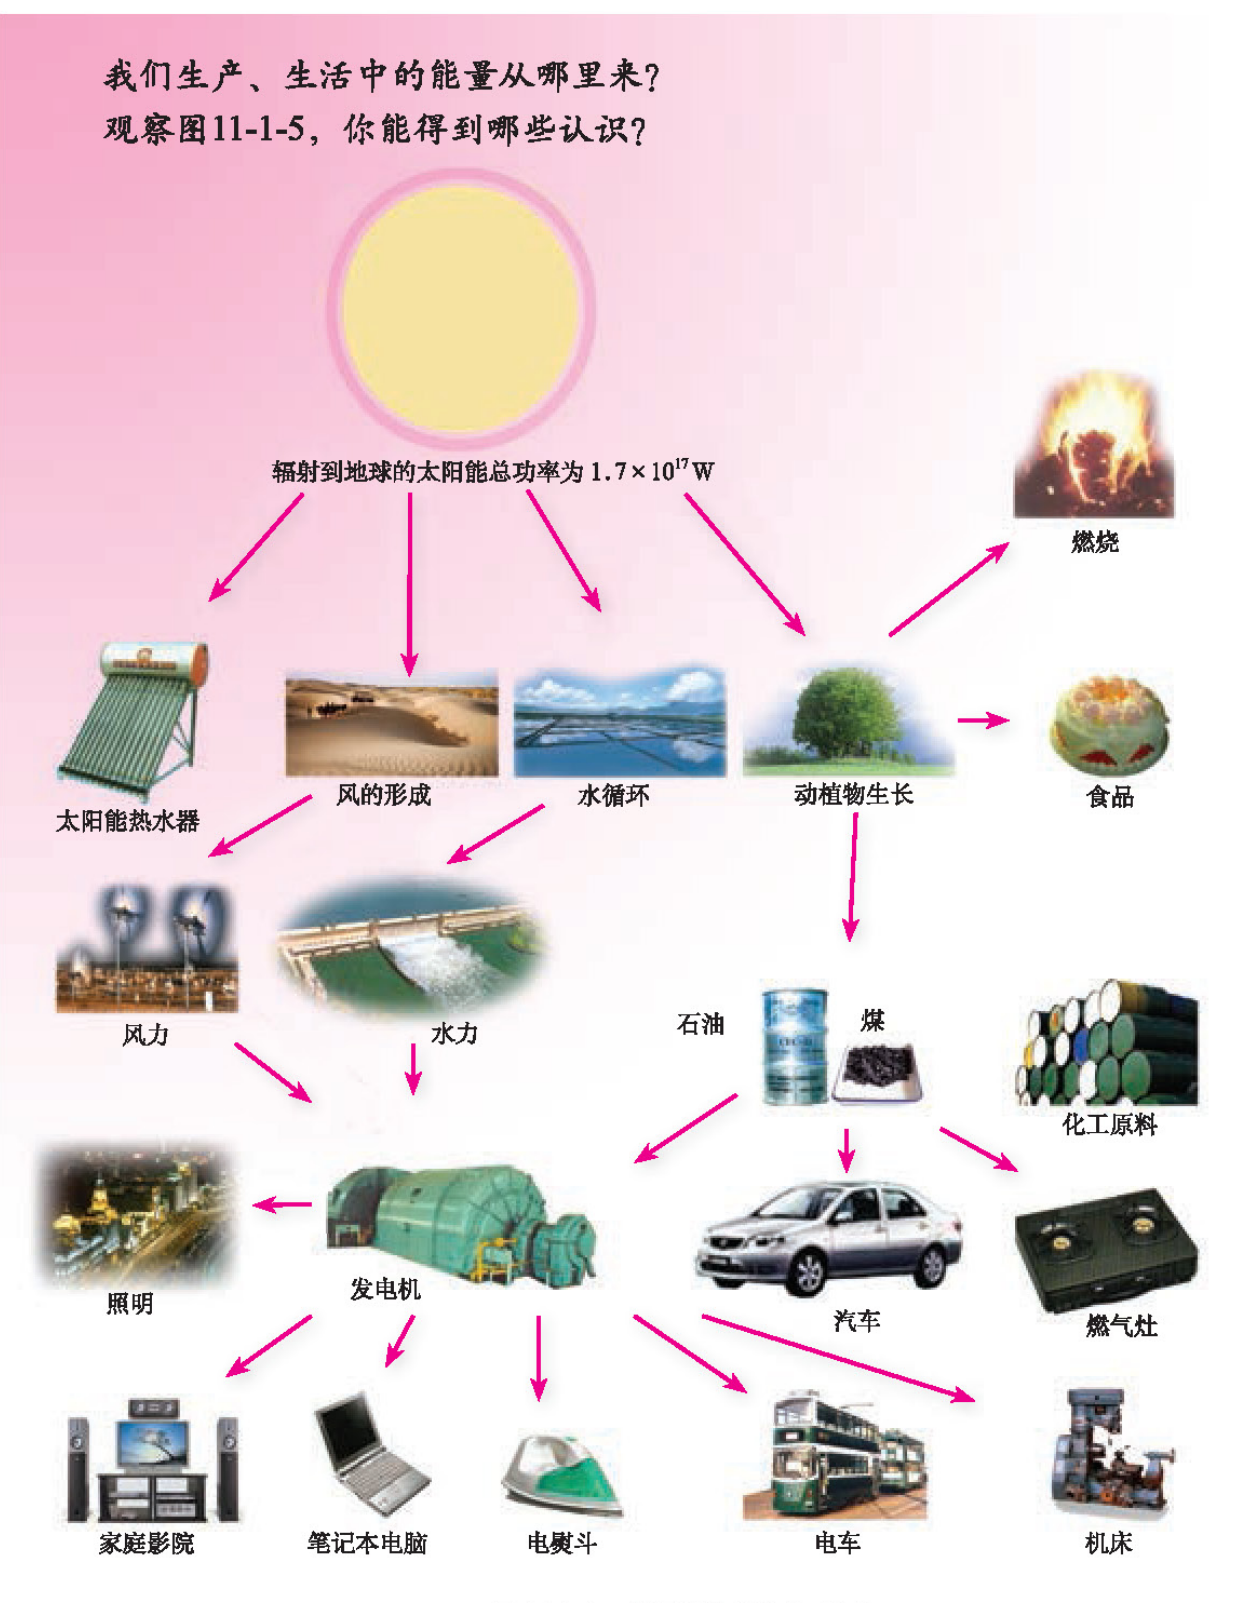 我们生产、生活中的能量从哪里来？
观察图11-1-5，你能得到哪些认识？
辐射到地球的太阳能总功率为 1.7×10¹⁷W
燃烧
太阳能热水器
风的形成
水循环
动植物生长
食品
风力
水力
石油
煤
化工原料
照明
发电机
汽车
燃气灶
家庭影院
笔记本电脑
电熨斗
电车
机床